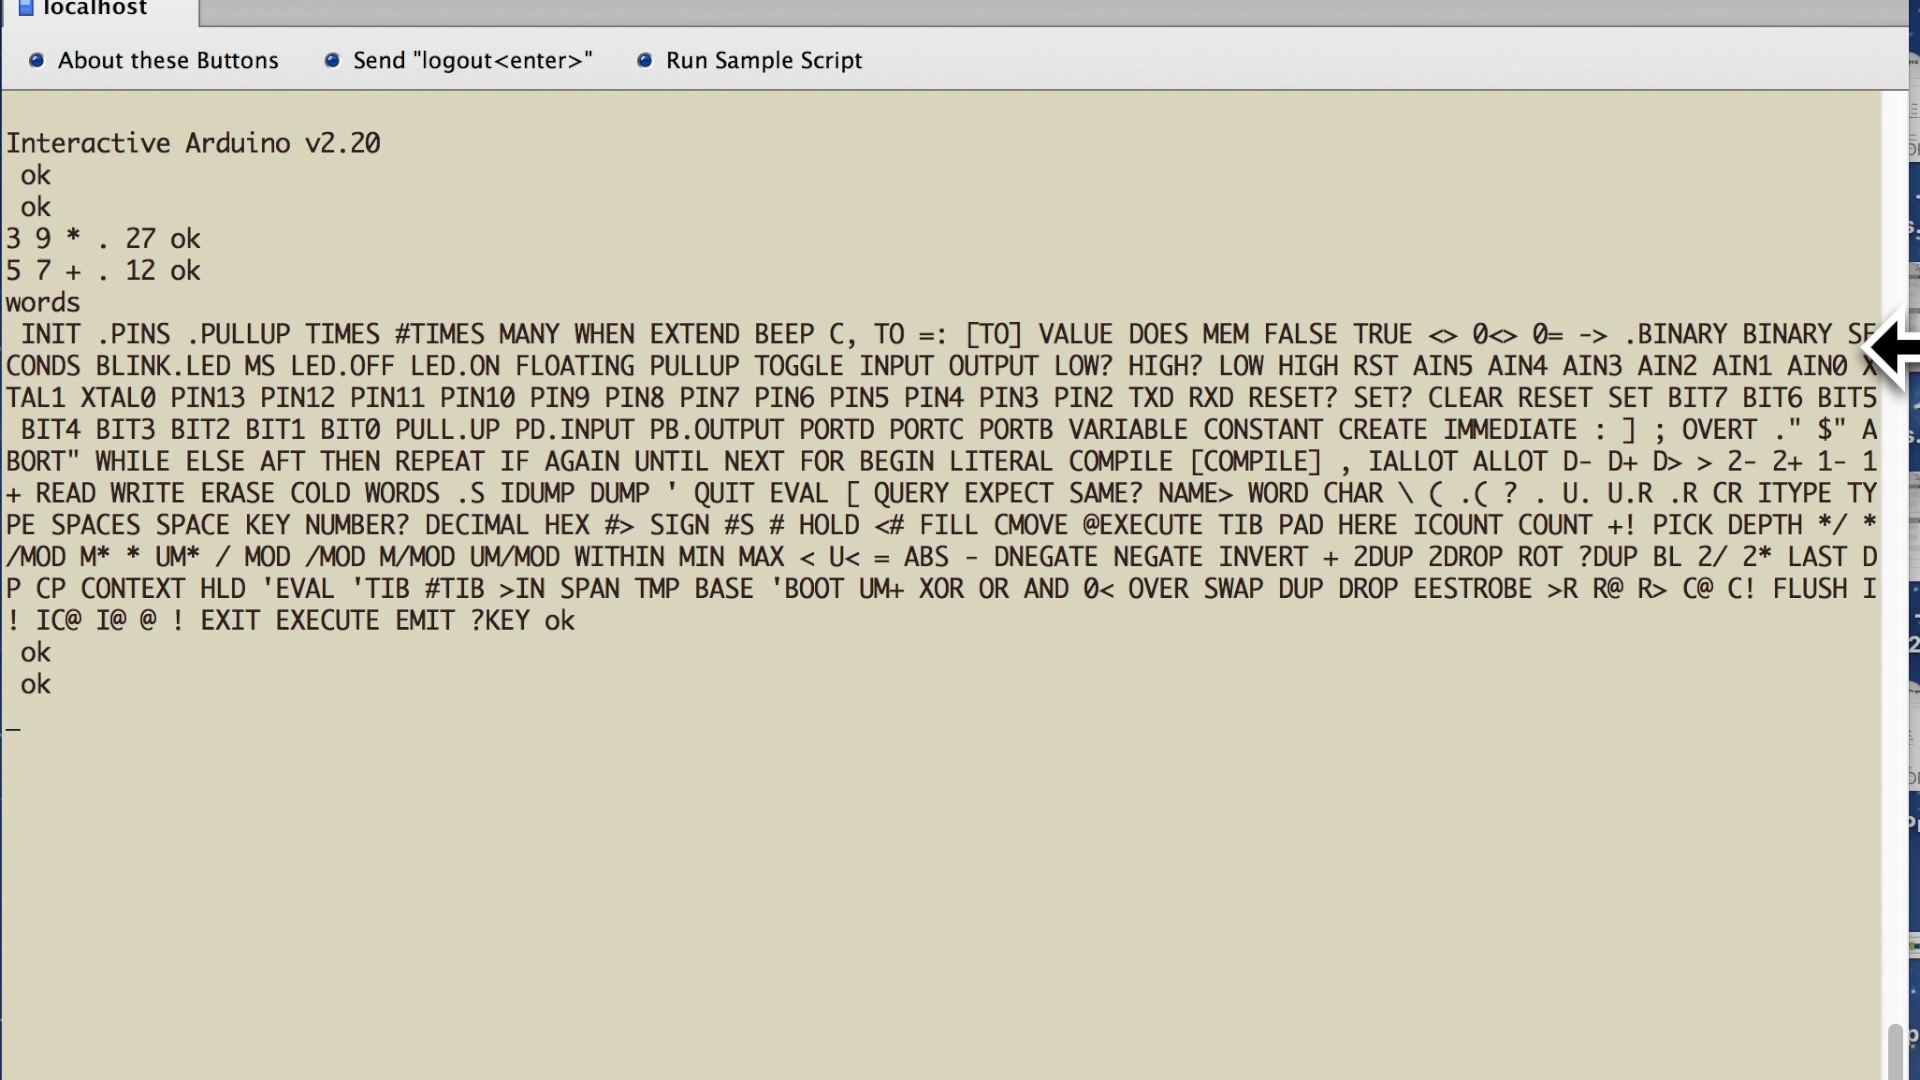 localhost
About these Buttons Send "logout<enter>" Run Sample Script
Interactive Arduino v2.20
ok
ok
3 9 * . 27 ok
5 7 + . 12 ok
words
INIT .PINS .PULLUP TIMES #TIMES MANY WHEN EXTEND BEEP C, TO =: [TO] VALUE DOES MEM FALSE TRUE <> 0<> 0= -> .BINARY BINARY SE
CONDS BLINK.LED MS LED.OFF LED.ON FLOATING PULLUP TOGGLE INPUT OUTPUT LOW? HIGH? LOW HIGH RST AIN5 AIN4 AIN3 AIN2 AIN1 AIN0 X
TAL1 XTAL0 PIN13 PIN12 PIN11 PIN10 PIN9 PIN8 PIN7 PIN6 PIN5 PIN4 PIN3 PIN2 TXD RXD RESET? SET? CLEAR RESET SET BIT7 BIT6 BIT5
BIT4 BIT3 BIT2 BIT1 BIT0 PULL.UP PD.INPUT PB.OUTPUT PORTD PORTC PORTB VARIABLE CONSTANT CREATE IMMEDIATE : ] ; OVERT ." $" A
BORT" WHILE ELSE AFT THEN REPEAT IF AGAIN UNTIL NEXT FOR BEGIN LITERAL COMPILE [COMPILE] , IALLOT ALLOT D- D+ D> > 2- 2+ 1- 1
+ READ WRITE ERASE COLD WORDS .S IDUMP DUMP ' QUIT EVAL [ QUERY EXPECT SAME? NAME> WORD CHAR \ ( .( ? . U. U.R .R CR ITYPE TY
PE SPACES SPACE KEY NUMBER? DECIMAL HEX #> SIGN #S # HOLD <# FILL CMOVE @EXECUTE TIB PAD HERE ICOUNT COUNT +! PICK DEPTH */ *
/MOD M* * UM* / MOD /MOD M/MOD UM/MOD WITHIN MIN MAX < U< = ABS - DNEGATE NEGATE INVERT + 2DUP 2DROP ROT ?DUP BL 2/ 2* LAST D
P CP CONTEXT HLD 'EVAL 'TIB #TIB >IN SPAN TMP BASE 'BOOT UM+ XOR OR AND 0< OVER SWAP DUP DROP EESTROBE >R R@ R> C@ C! FLUSH I
! IC@ I@ @ ! EXIT EXECUTE EMIT ?KEY ok
ok
ok
_